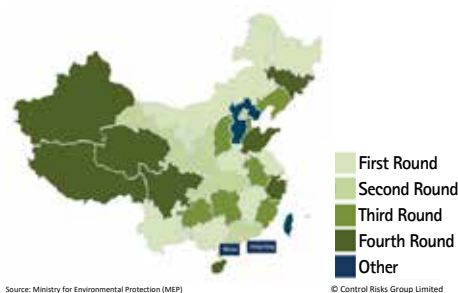 First Round
Second Round
Third Round
Fourth Round
Other
Source: Ministry for Environmental Protection (MEP)
© Control Risks Group Limited